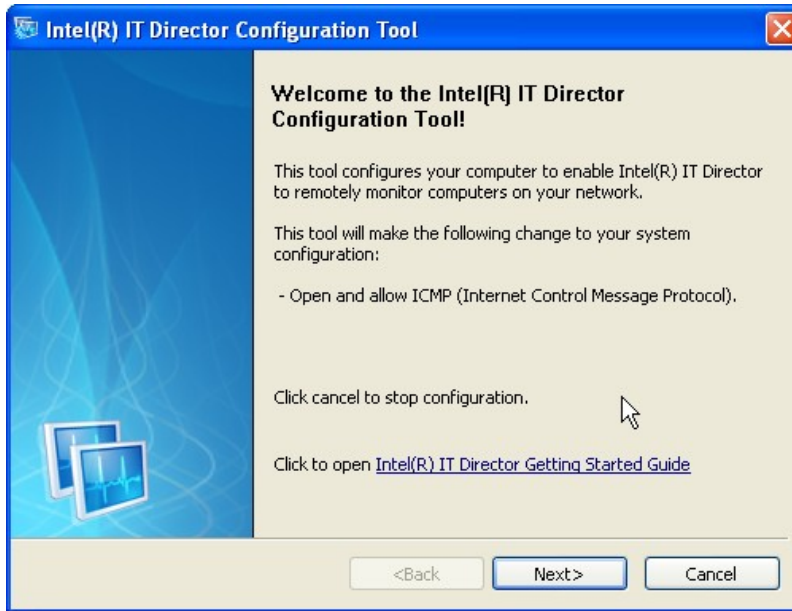 Intel(R) IT Director Configuration Tool
Welcome to the Intel(R) IT Director
Configuration Tool!
This tool configures your computer to enable Intel(R) IT Director
to remotely monitor computers on your network.
This tool will make the following change to your system
configuration:
- Open and allow ICMP (Internet Control Message Protocol).
Click cancel to stop configuration.
Click to open Intel(R) IT Director Getting Started Guide
<Back
Next>
Cancel